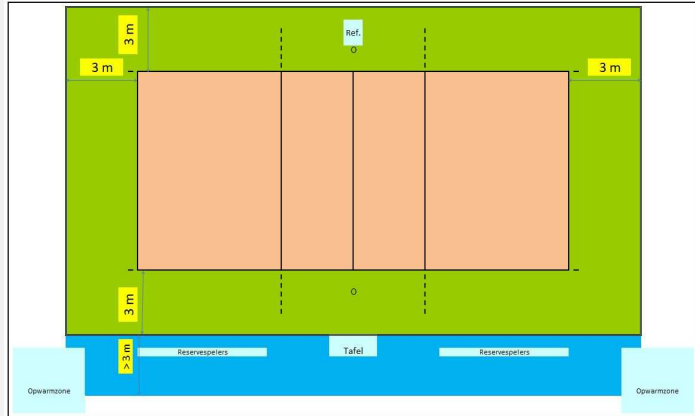 3 m
Ref.
O
3 m
3 m
3 m
O
> 3 m
Reservespelers
Tafel
Reservespelers
Opwarmzone
Opwarmzone